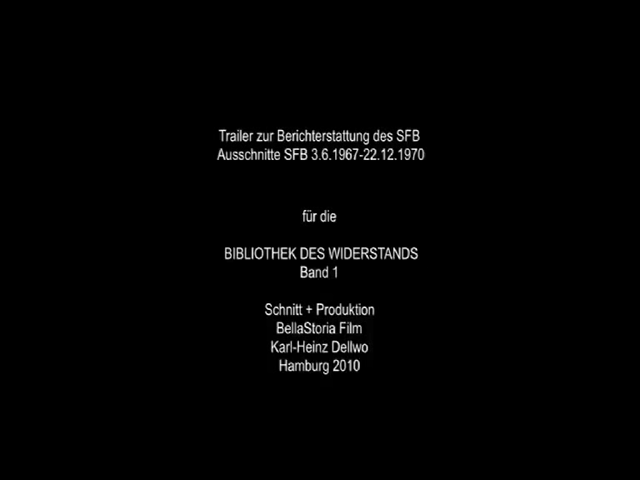 Trailer zur Berichterstattung des SFB
Ausschnitte SFB 3.6.1967-22.12.1970
für die
BIBLIOTHEK DES WIDERSTANDS
Band 1
Schnitt + Produktion
BellaStoria Film
Karl-Heinz Dellwo
Hamburg 2010